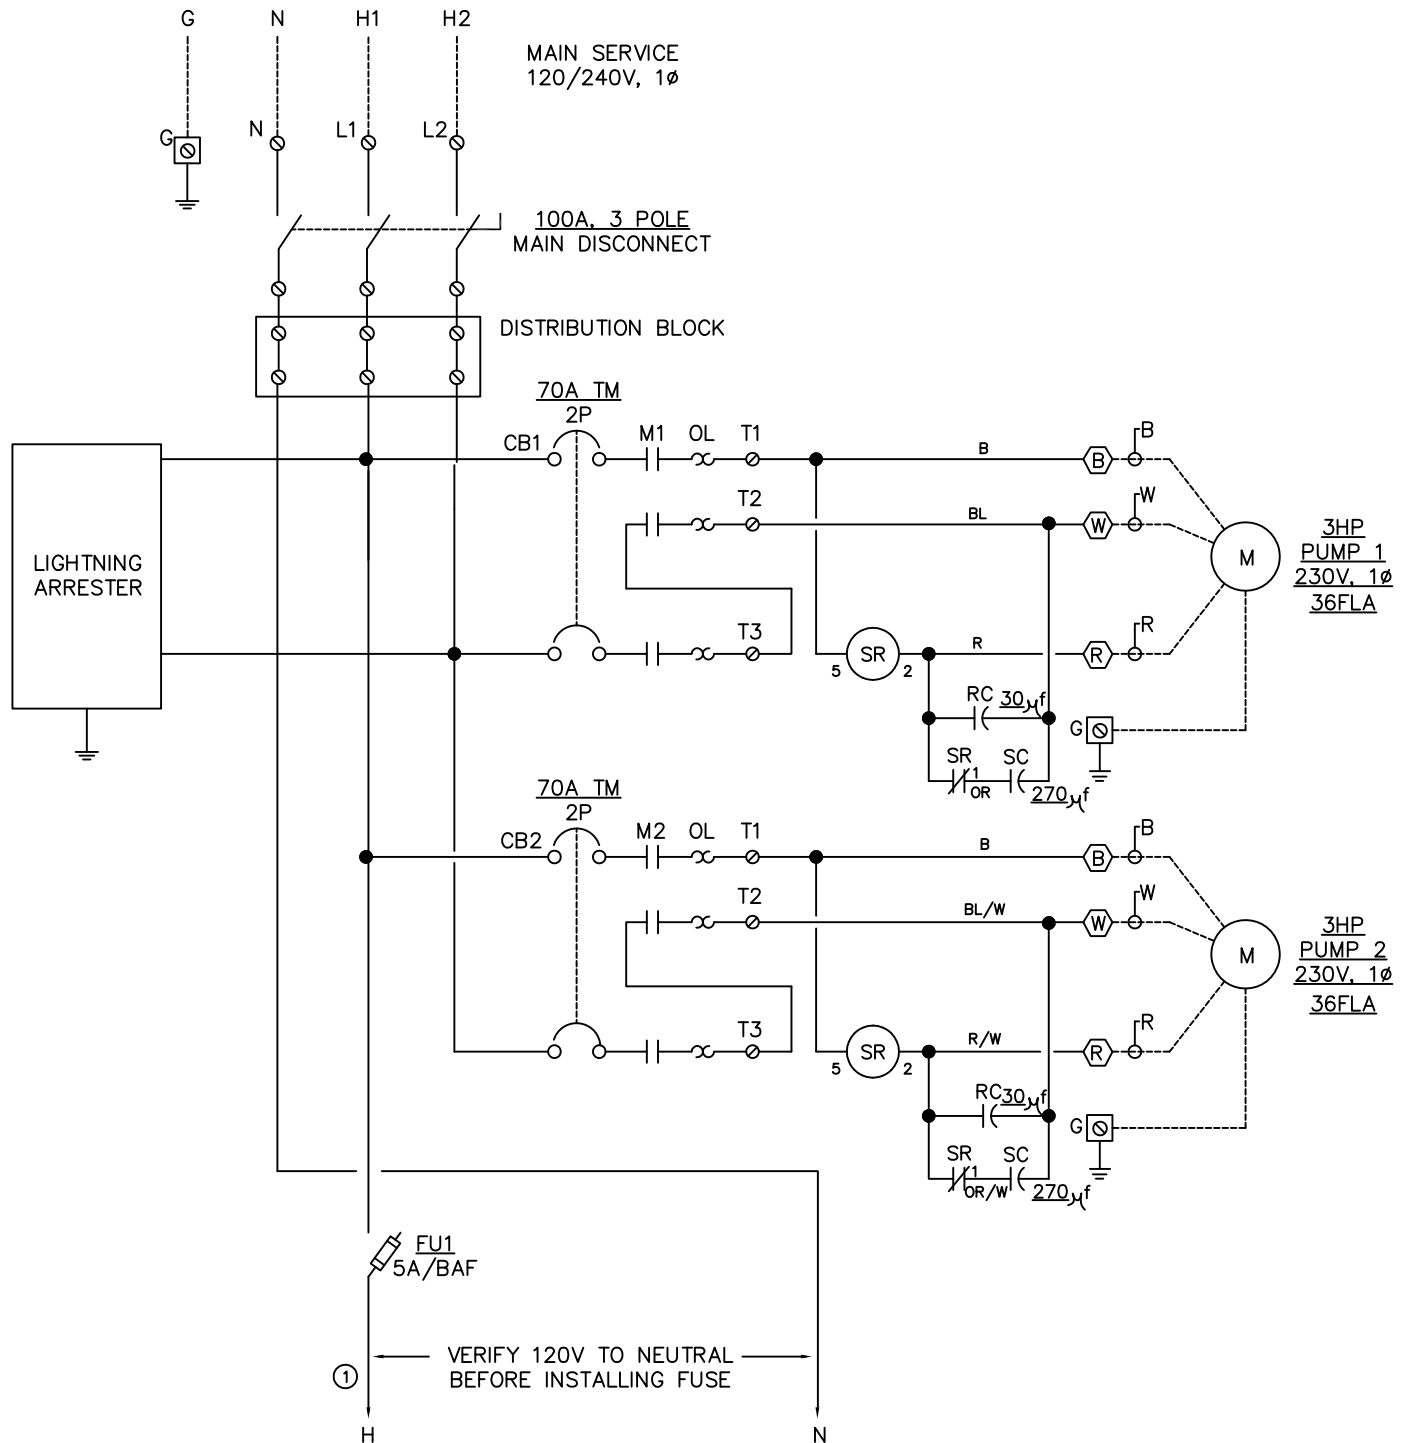 G N H1 H2
MAIN SERVICE
120/240V, 1ø
G N L1 L2
100A, 3 POLE
MAIN DISCONNECT
DISTRIBUTION BLOCK
70A TM
2P
CB1 M1 OL T1 B B B
T2 BL W W
LIGHTNING
ARRESTER
M
3HP
PUMP 1
230V, 1ø
36FLA
T3 SR 5 2 R R R
RC 30µf
G
SR 1 SC
OR 270µf
70A TM
2P
CB2 M2 OL T1 B B B
T2 BL/W W W
M
3HP
PUMP 2
230V, 1ø
36FLA
T3 SR 5 2 R/W R R
RC 30µf
G
SR 1 SC
OR/W 270µf
FU1
5A/BAF
VERIFY 120V TO NEUTRAL
BEFORE INSTALLING FUSE
1
H N